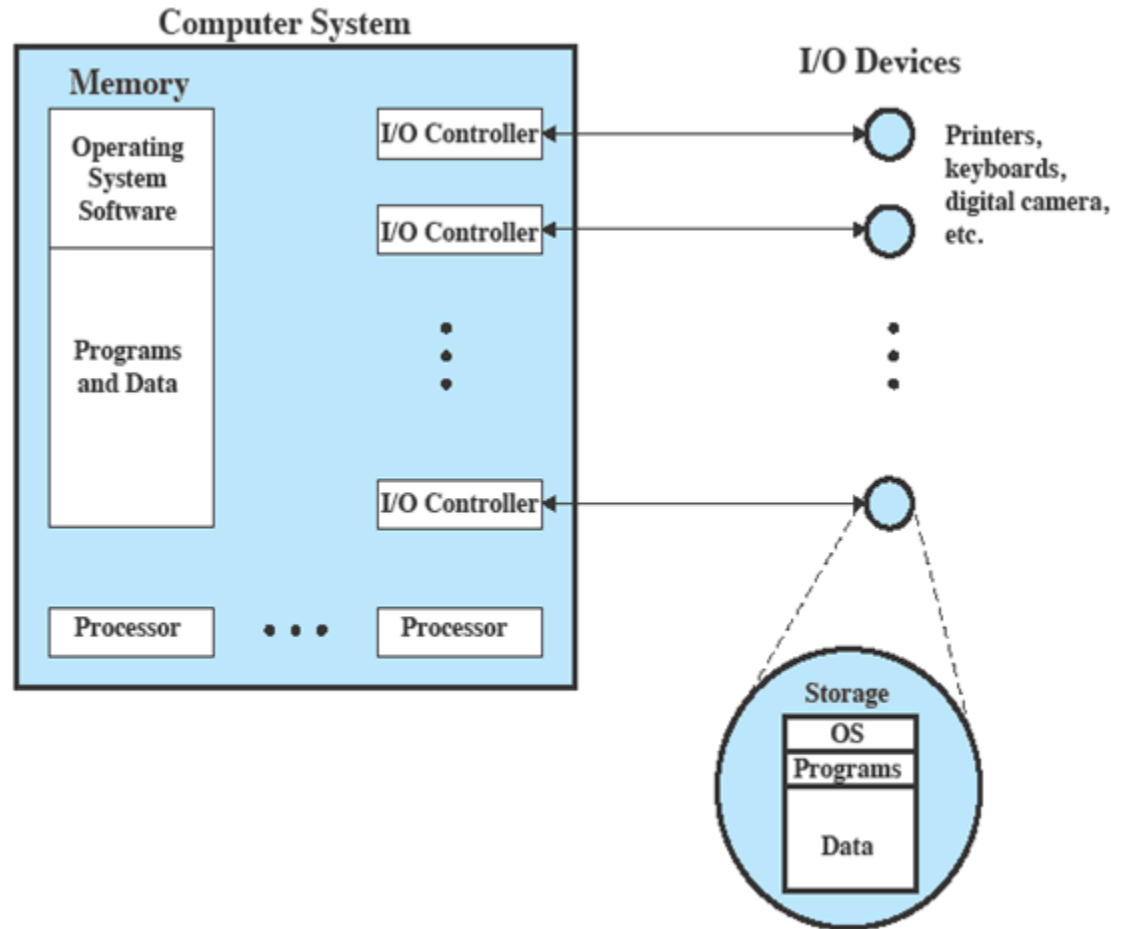 Computer System
I/O Devices
Memory
Operating
System
Software
Programs
and Data
I/O Controller
I/O Controller
I/O Controller
Processor
Processor
Printers,
keyboards,
digital camera,
etc.
Storage
OS
Programs
Data